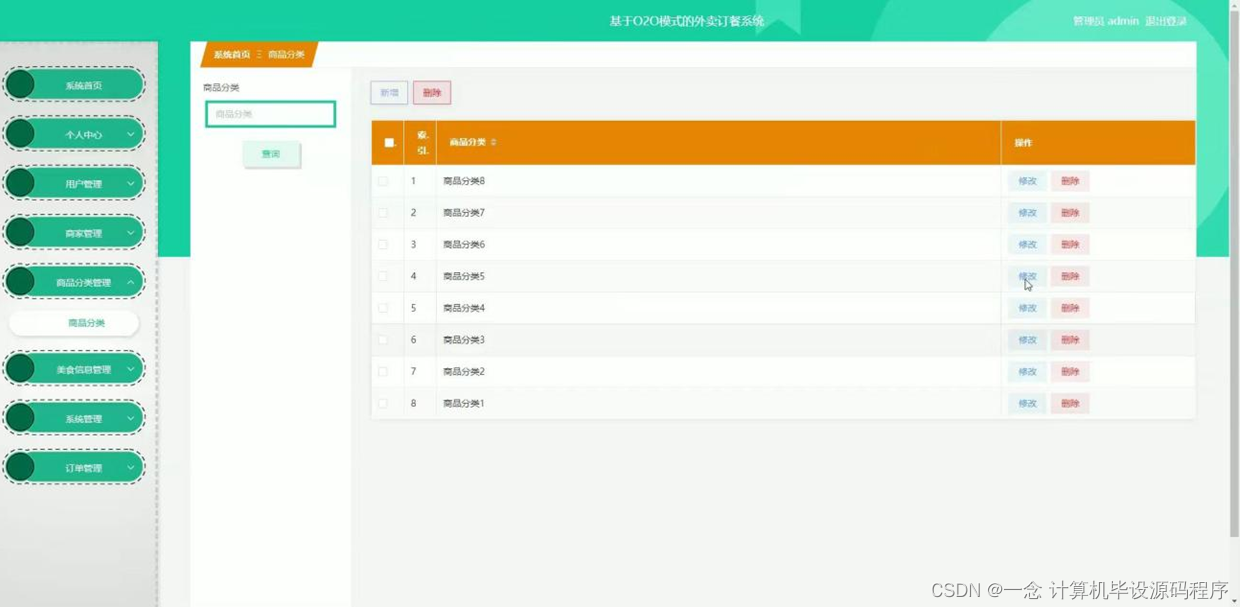 基于O2O模式的外卖订餐系统
管理员 admin 退出登录
系统首页
个人中心
用户管理
商家管理
商品分类管理
商品分类
美食信息管理
系统管理
订单管理
系统首页 Ξ 商品分类
商品分类
商品分类
查询
新增 删除
索引 商品分类 操作
1 商品分类8 修改 删除
2 商品分类7 修改 删除
3 商品分类6 修改 删除
4 商品分类5 修改 删除
5 商品分类4 修改 删除
6 商品分类3 修改 删除
7 商品分类2 修改 删除
8 商品分类1 修改 删除
CSDN @一念 计算机毕设源码程序